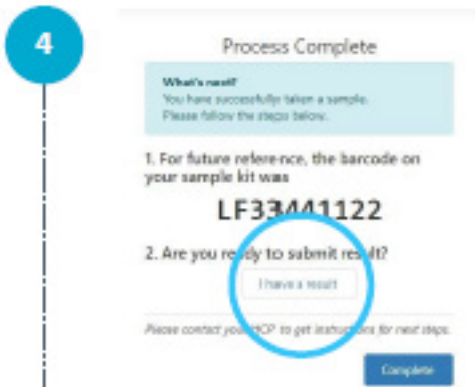 4
Process Complete
What's next?
You have successfully taken a sample.
Please follow the steps below.
1. For future reference, the barcode on
your sample kit was
LF33441122
2. Are you ready to submit result?
I have a result
Please contact your HCP to get instructions for next steps.
Complete